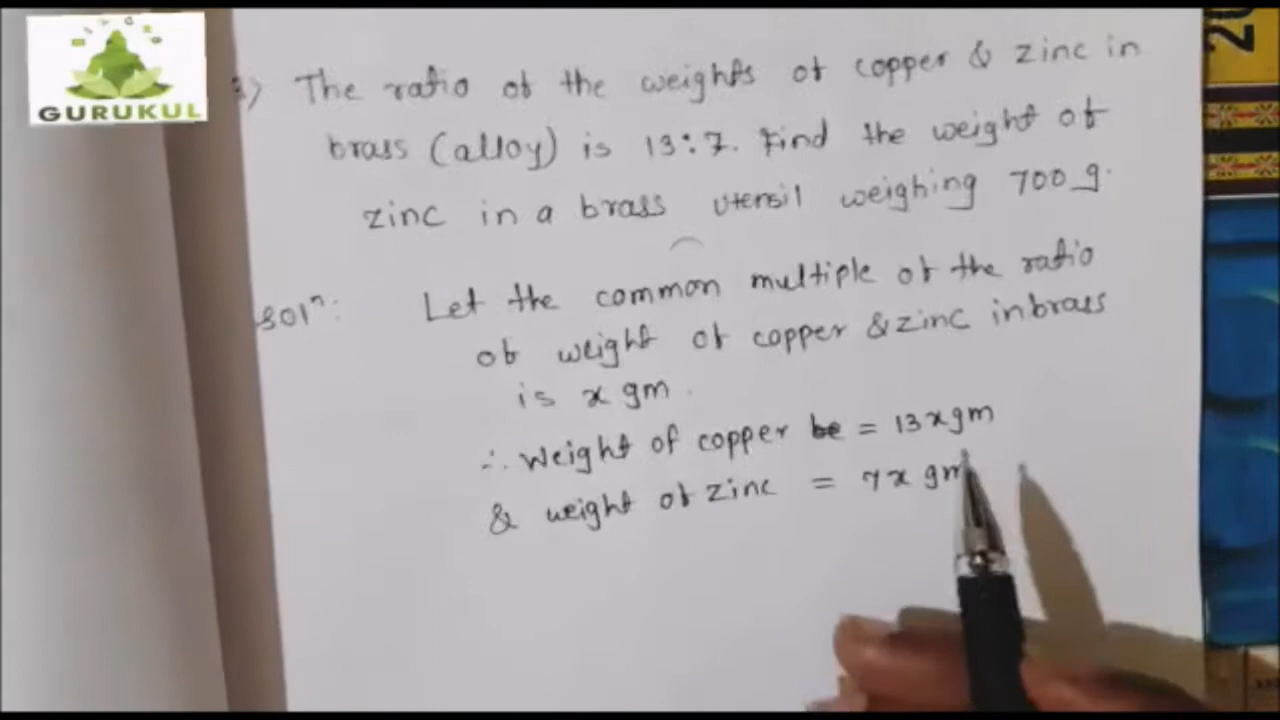 GURUKUL
The ratio of the weights of copper & zinc in
brass (alloy) is 13:7. Find the weight of
zinc in a brass utensil weighing 700 g.
Solⁿ: Let the common multiple of the ratio
of weight of copper & zinc in brass
is x gm.
∴ Weight of copper = 13x gm
& weight of zinc = 7x gm